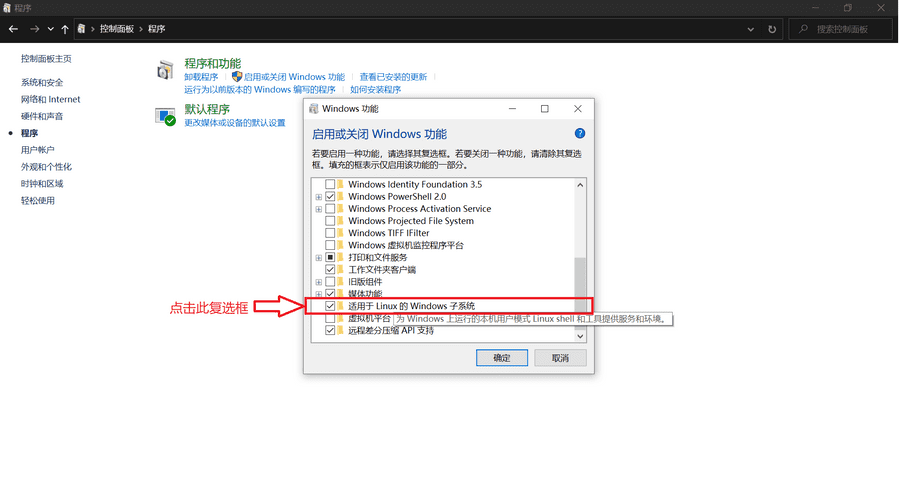 程序
控制面板 > 程序
搜索控制面板
控制面板主页
系统和安全
网络和 Internet
硬件和声音
程序
用户帐户
外观和个性化
时钟和区域
轻松使用
程序和功能
卸载程序 启用或关闭 Windows 功能 查看已安装的更新
运行为以前版本的 Windows 编写的程序 如何安装程序
默认程序
更改媒体或设备的默认设置
Windows 功能
启用或关闭 Windows 功能
若要启用一种功能，请选择其复选框。若要关闭一种功能，请清除其复选
框。填充的框表示仅启用该功能的一部分。
Windows Identity Foundation 3.5
Windows PowerShell 2.0
Windows Process Activation Service
Windows Projected File System
Windows TIFF IFilter
Windows 虚拟机监控程序平台
打印和文件服务
工作文件夹客户端
旧版组件
媒体功能
点击此复选框
适用于 Linux 的 Windows 子系统
虚拟机平台 为 Windows 上运行的本机用户模式 Linux shell 和工具提供服务和环境。
远程差分压缩 API 支持
确定 取消